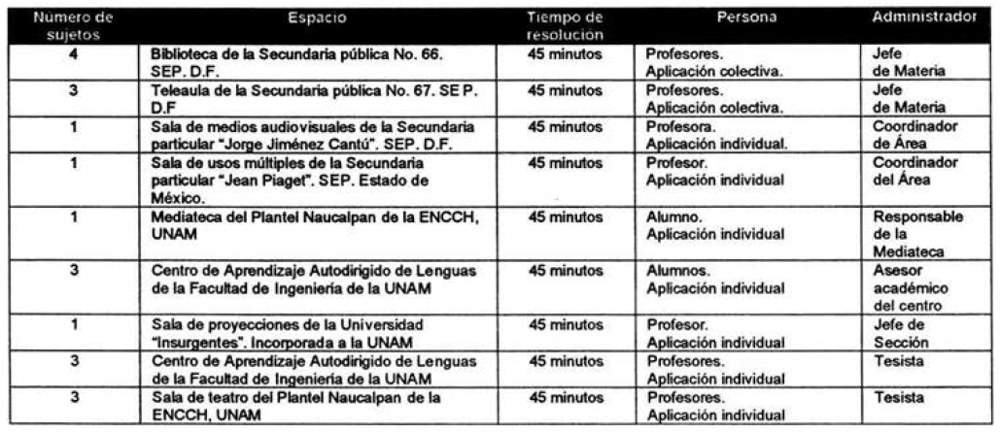 Número de Espacio Tiempo de Persona Administrador
sujetos resolución
4 Biblioteca de la Secundaria pública No. 66. 45 minutos Profesores. Jefe
SEP. D.F. Aplicación colectiva. de Materia
3 Teleaula de la Secundaria pública No. 67. SE P. 45 minutos Profesores. Jefe
D.F Aplicación colectiva. de Materia
1 Sala de medios audiovisuales de la Secundaria 45 minutos Profesora. Coordinador
particular "Jorge Jiménez Cantú". SEP. D.F. Aplicación individual. de Área
1 Sala de usos múltiples de la Secundaria 45 minutos Profesor. Coordinador
particular "Jean Piaget". SEP. Estado de Aplicación individual del Área
México.
1 Mediateca del Plantel Naucalpan de la ENCCH, 45 minutos Alumno. Responsable
UNAM Aplicación individual de la
Mediateca
3 Centro de Aprendizaje Autodirigido de Lenguas 45 minutos Alumnos. Asesor
de la Facultad de Ingeniería de la UNAM Aplicación individual académico
del centro
1 Sala de proyecciones de la Universidad 45 minutos Profesor. Jefe de
"Insurgentes". Incorporada a la UNAM Aplicación individual Sección
3 Centro de Aprendizaje Autodirigido de Lenguas 45 minutos Profesores. Tesista
de la Facultad de Ingeniería de la UNAM Aplicación individual
3 Sala de teatro del Plantel Naucalpan de la 45 minutos Profesores. Tesista
ENCCH, UNAM Aplicación individual